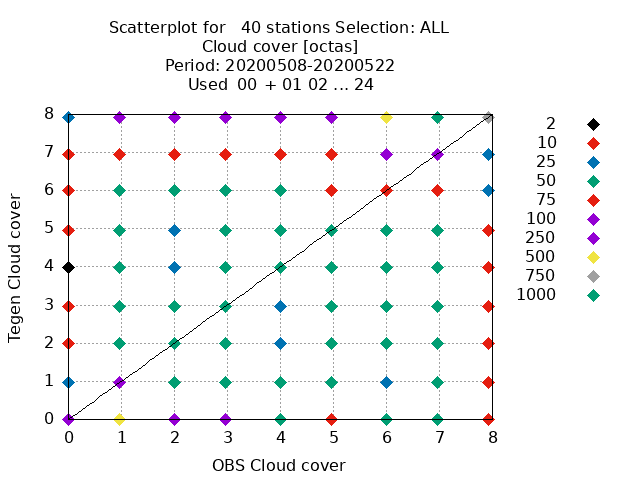 Scatterplot for   40 stations Selection: ALL
Cloud cover [octas]
Period: 20200508-20200522
Used  00 + 01 02 ... 24
8
7
6
5
4
3
2
1
0
Tegen Cloud cover
0 1 2 3 4 5 6 7 8
OBS Cloud cover
2
10
25
50
75
100
250
500
750
1000